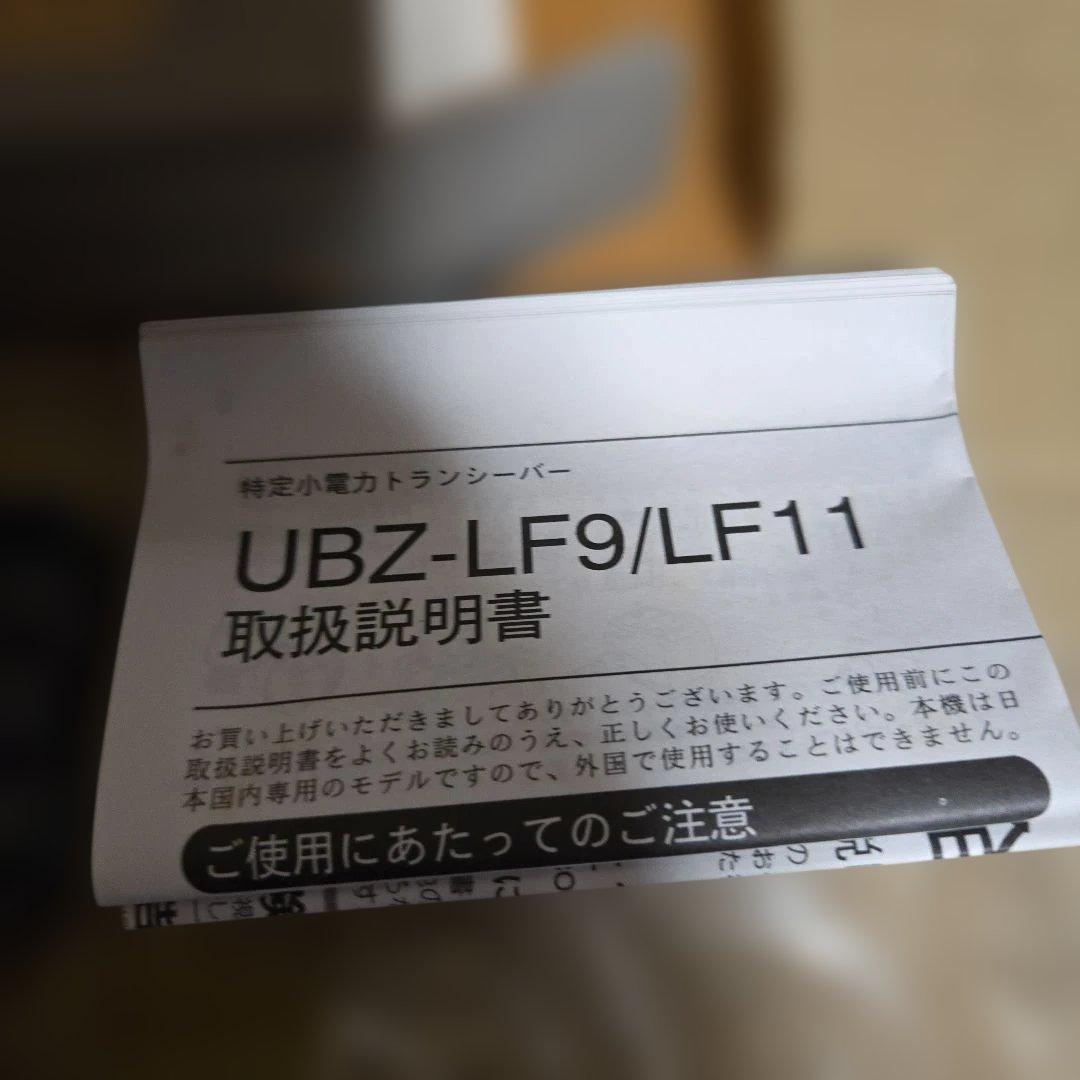 特定小電力トランシーバー
UBZ-LF9/LF11
取扱説明書
お買い上げいただきましてありがとうございます。ご使用前にこの
取扱説明書をよくお読みのうえ、正しくお使いください。本機は日
本国内専用のモデルですので、外国で使用することはできません。
ご使用にあたってのご注意